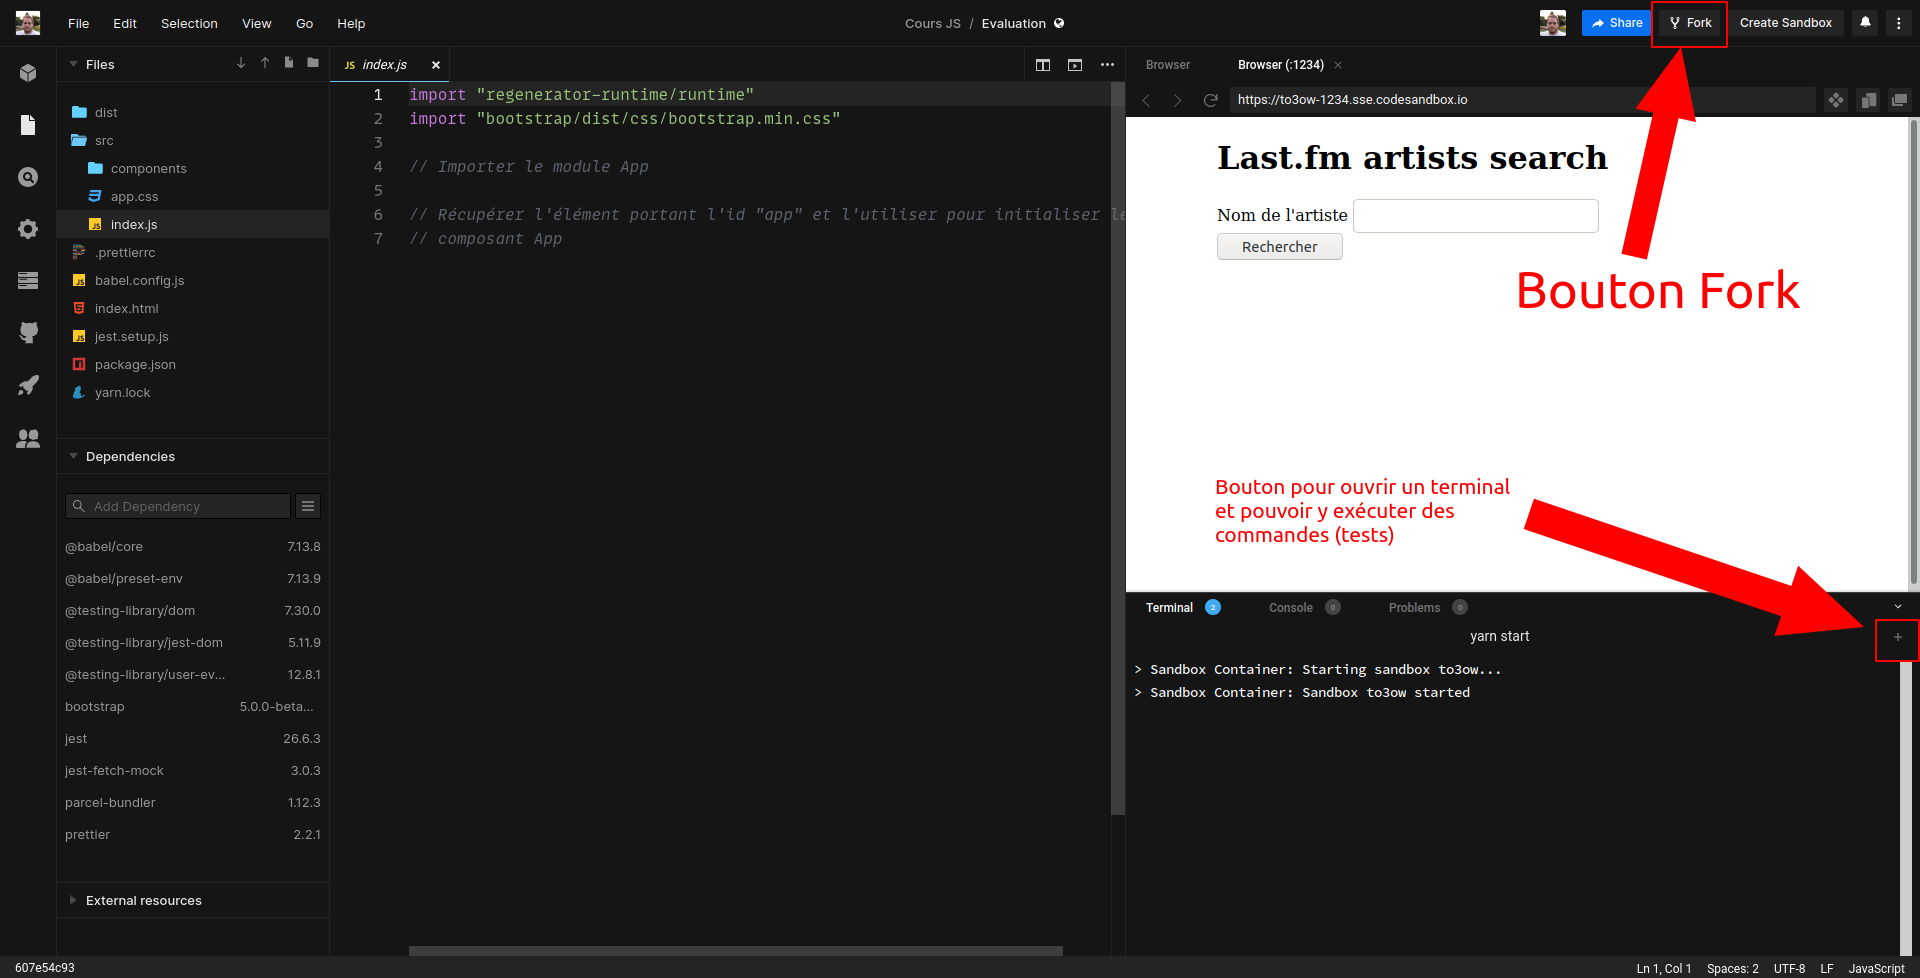 File Edit Selection View Go Help
Cours JS / Evaluation
Share Fork Create Sandbox
Files
dist
src
components
app.css
index.js
.prettierrc
babel.config.js
index.html
jest.setup.js
package.json
yarn.lock
Dependencies
Add Dependency
@babel/core 7.13.8
@babel/preset-env 7.13.9
@testing-library/dom 7.30.0
@testing-library/jest-dom 5.11.9
@testing-library/user-ev... 12.8.1
bootstrap 5.0.0-beta...
jest 26.6.3
jest-fetch-mock 3.0.3
parcel-bundler 1.12.3
prettier 2.2.1
External resources
607e54c93
JS index.js
1 import "regenerator-runtime/runtime"
2 import "bootstrap/dist/css/bootstrap.min.css"
3
4 // Importer le module App
5
6 // Récupérer l'élément portant l'id "app" et l'utiliser pour initialiser le
7 // composant App
Browser Browser (:1234)
https://to3ow-1234.sse.codesandbox.io
Last.fm artists search
Nom de l'artiste
Rechercher
Bouton Fork
Bouton pour ouvrir un terminal
et pouvoir y exécuter des
commandes (tests)
Terminal 2 Console 0 Problems 0
yarn start
+
> Sandbox Container: Starting sandbox to3ow...
> Sandbox Container: Sandbox to3ow started
Ln 1, Col 1 Spaces: 2 UTF-8 LF JavaScript